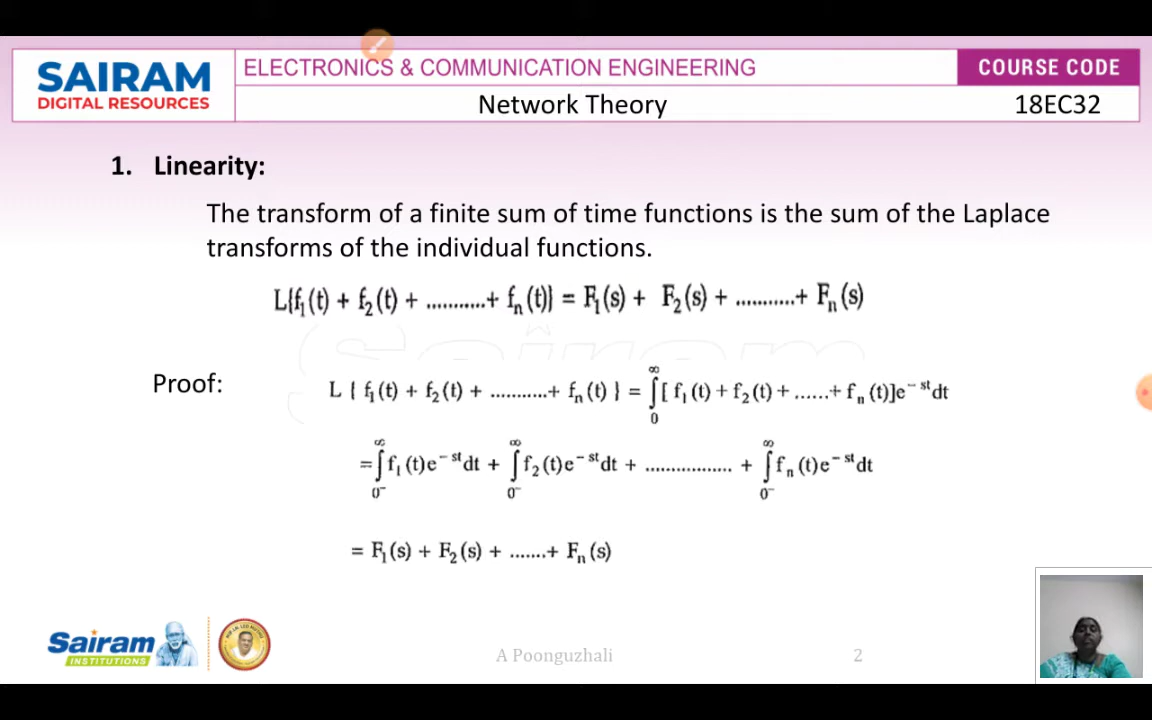 SAIRAM
DIGITAL RESOURCES
ELECTRONICS & COMMUNICATION ENGINEERING
COURSE CODE
Network Theory
18EC32
1. Linearity:
The transform of a finite sum of time functions is the sum of the Laplace
transforms of the individual functions.
L{f₁(t) + f₂(t) + ...........+ fₙ(t)} = F₁(s) + F₂(s) + ...........+ Fₙ(s)
Sairam
Proof:
L { f₁(t) + f₂(t) + ...........+ fₙ(t) } = ∫₀^∞ [ f₁(t) + f₂(t) + ......+ fₙ(t)]e^(−st) dt
= ∫₀₋^∞ f₁(t)e^(−st) dt + ∫₀₋^∞ f₂(t)e^(−st) dt + ................. + ∫₀₋^∞ fₙ(t)e^(−st) dt
= F₁(s) + F₂(s) + .......+ Fₙ(s)
Sairam
INSTITUTIONS
A Poonguzhali
2